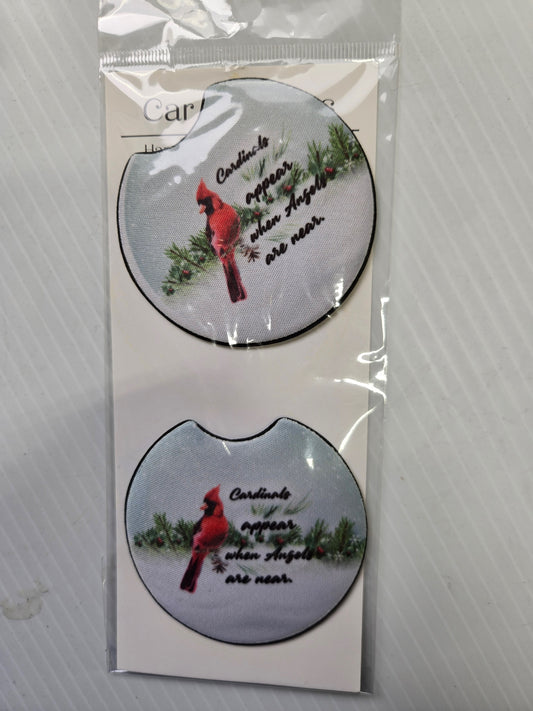 Car
Cardinals
appear
when Angels
are near.
Cardinals
appear
when Angels
are near.